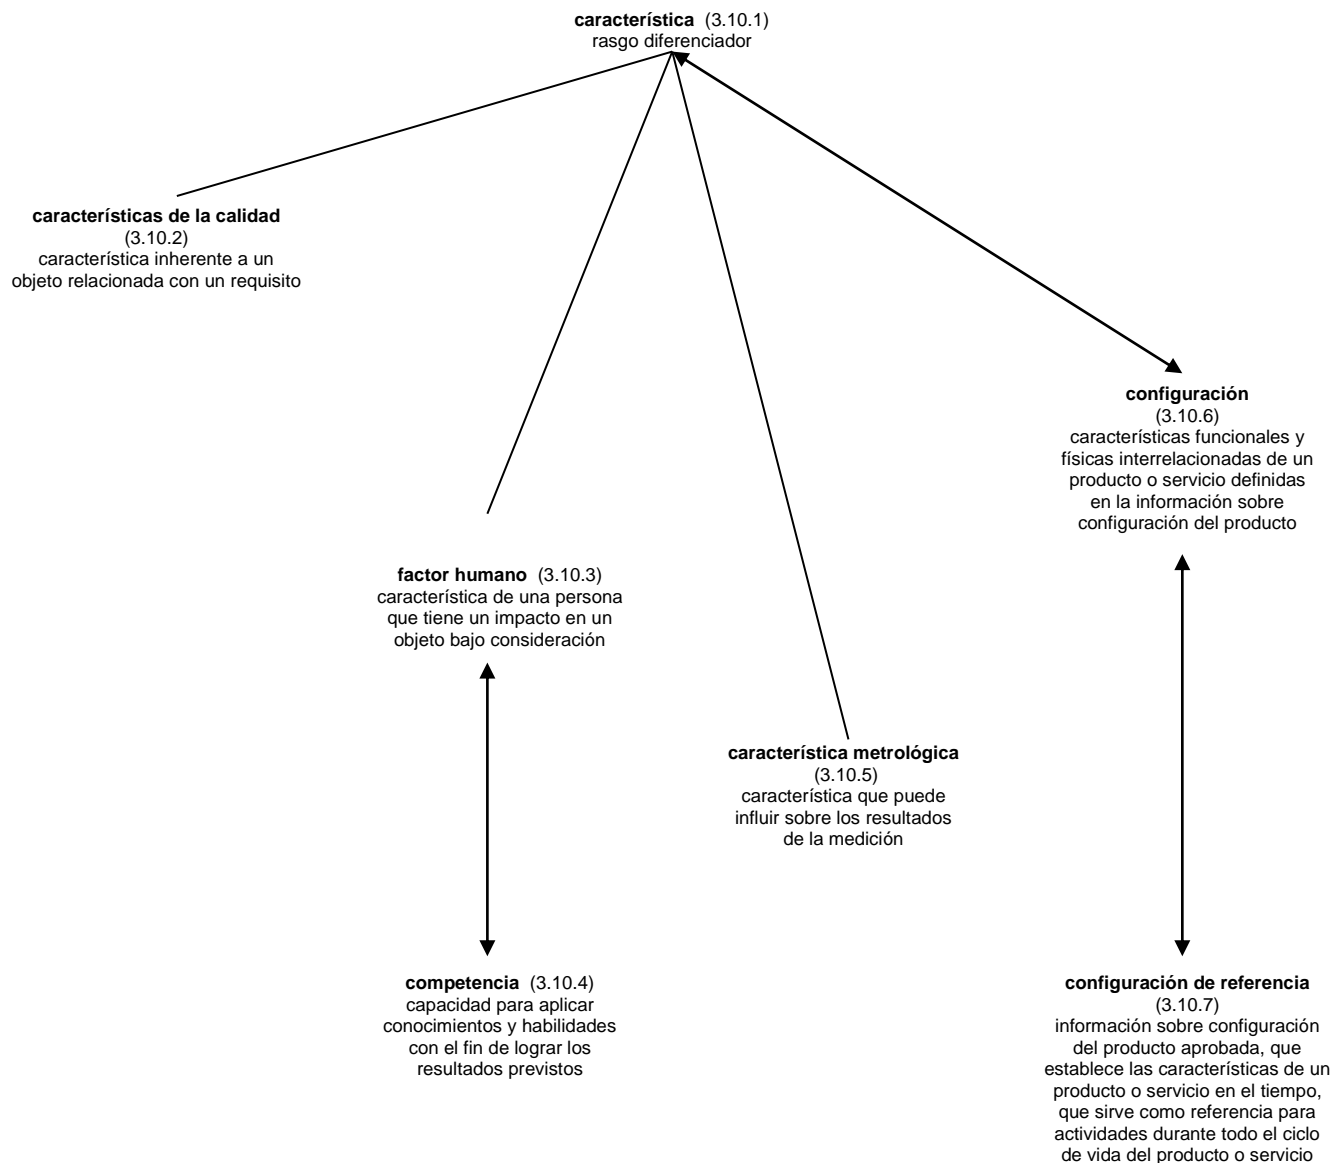 característica (3.10.1)
rasgo diferenciador
características de la calidad
(3.10.2)
característica inherente a un
objeto relacionada con un requisito
configuración
(3.10.6)
características funcionales y
físicas interrelacionadas de un
producto o servicio definidas
en la información sobre
configuración del producto
factor humano (3.10.3)
característica de una persona
que tiene un impacto en un
objeto bajo consideración
característica metrológica
(3.10.5)
característica que puede
influir sobre los resultados
de la medición
competencia (3.10.4)
capacidad para aplicar
conocimientos y habilidades
con el fin de lograr los
resultados previstos
configuración de referencia
(3.10.7)
información sobre configuración
del producto aprobada, que
establece las características de un
producto o servicio en el tiempo,
que sirve como referencia para
actividades durante todo el ciclo
de vida del producto o servicio